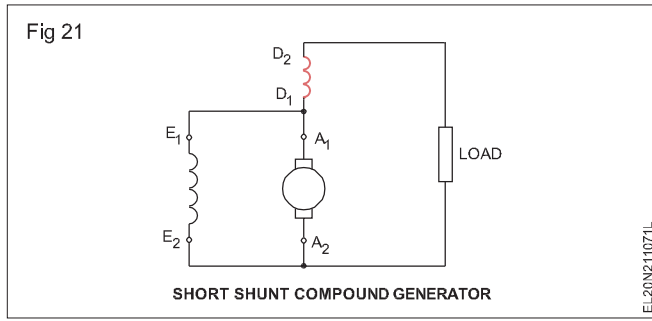 Fig 21
D2
D1
E1
A1
LOAD
E2
A2
SHORT SHUNT COMPOUND GENERATOR
EL20N211071L